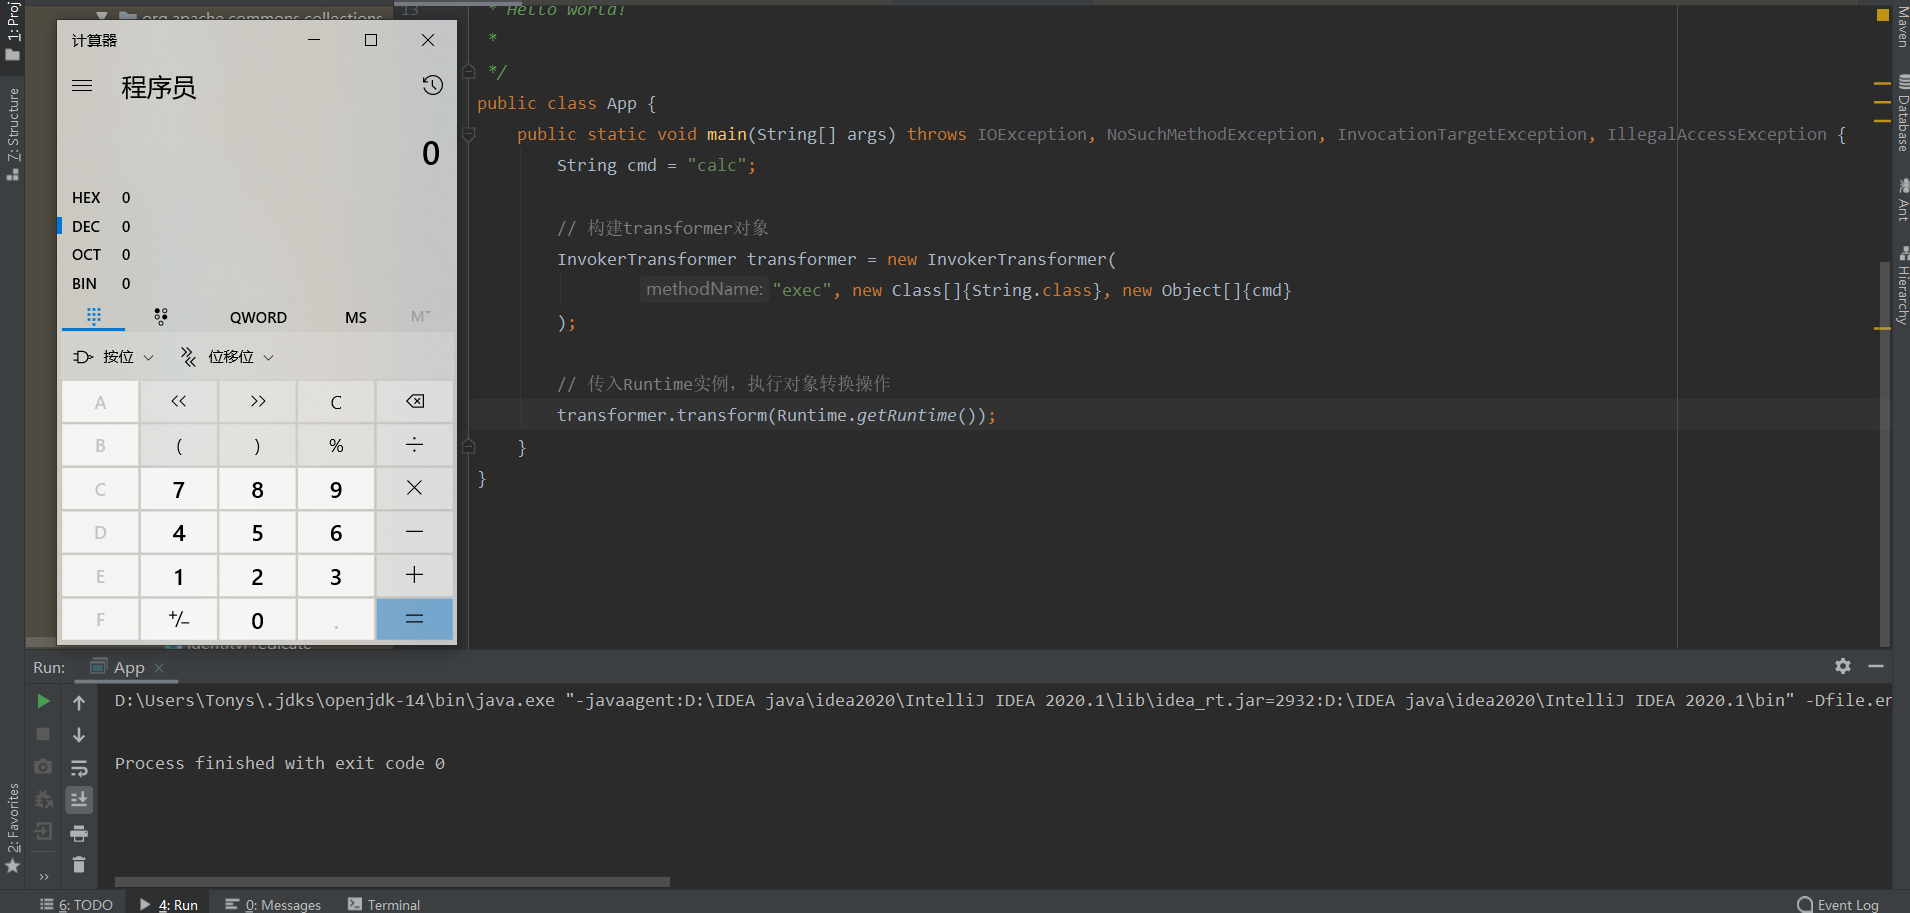 1: Proj
org.apache.commons.collections
13
计算器
程序员
0
HEX 0
DEC 0
OCT 0
BIN 0
QWORD MS M
按位 位移位
A << >> C
B ( ) % ÷
C 7 8 9 ×
D 4 5 6 −
E 1 2 3 +
F +/− 0 . =
7: Structure
2: Favorites
* Hello world!
*
*/
public class App {
public static void main(String[] args) throws IOException, NoSuchMethodException, InvocationTargetException, IllegalAccessException {
String cmd = "calc";
// 构建transformer对象
InvokerTransformer transformer = new InvokerTransformer(
methodName: "exec", new Class[]{String.class}, new Object[]{cmd}
);
// 传入Runtime实例，执行对象转换操作
transformer.transform(Runtime.getRuntime());
}
}
Maven
Database
Ant
Hierarchy
Run: App
D:\Users\Tonys\.jdks\openjdk-14\bin\java.exe "-javaagent:D:\IDEA java\idea2020\IntelliJ IDEA 2020.1\lib\idea_rt.jar=2932:D:\IDEA java\idea2020\IntelliJ IDEA 2020.1\bin" -Dfile.en
Process finished with exit code 0
6: TODO 4: Run 0: Messages Terminal Event Log